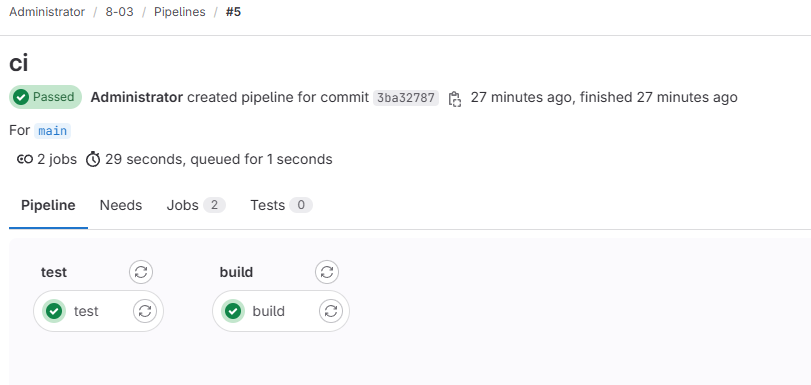 Administrator / 8-03 / Pipelines / #5
ci
Passed Administrator created pipeline for commit 3ba32787 27 minutes ago, finished 27 minutes ago
For main
2 jobs 29 seconds, queued for 1 seconds
Pipeline Needs Jobs 2 Tests 0
test build
test build